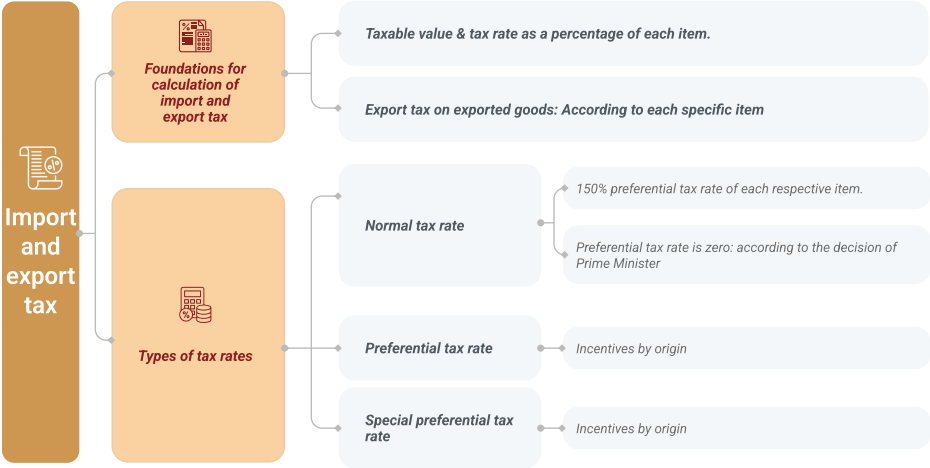 Import
and
export
tax
Foundations for
calculation of
import and
export tax
Taxable value & tax rate as a percentage of each item.
Export tax on exported goods: According to each specific item
Types of tax rates
Normal tax rate
150% preferential tax rate of each respective item.
Preferential tax rate is zero: according to the decision of
Prime Minister
Preferential tax rate
Incentives by origin
Special preferential tax
rate
Incentives by origin